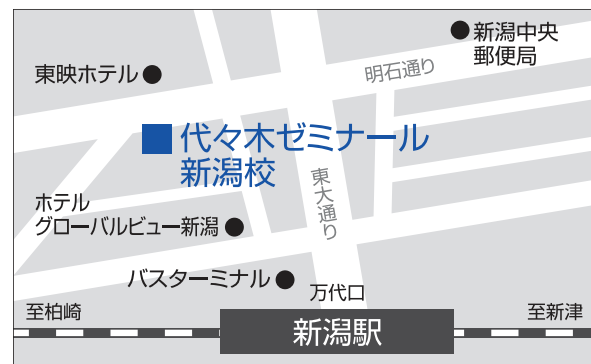 新潟中央
郵便局
東映ホテル
明石通り
代々木ゼミナール
新潟校
東大通り
ホテル
グローバルビュー新潟
バスターミナル
万代口
至柏崎
至新津
新潟駅